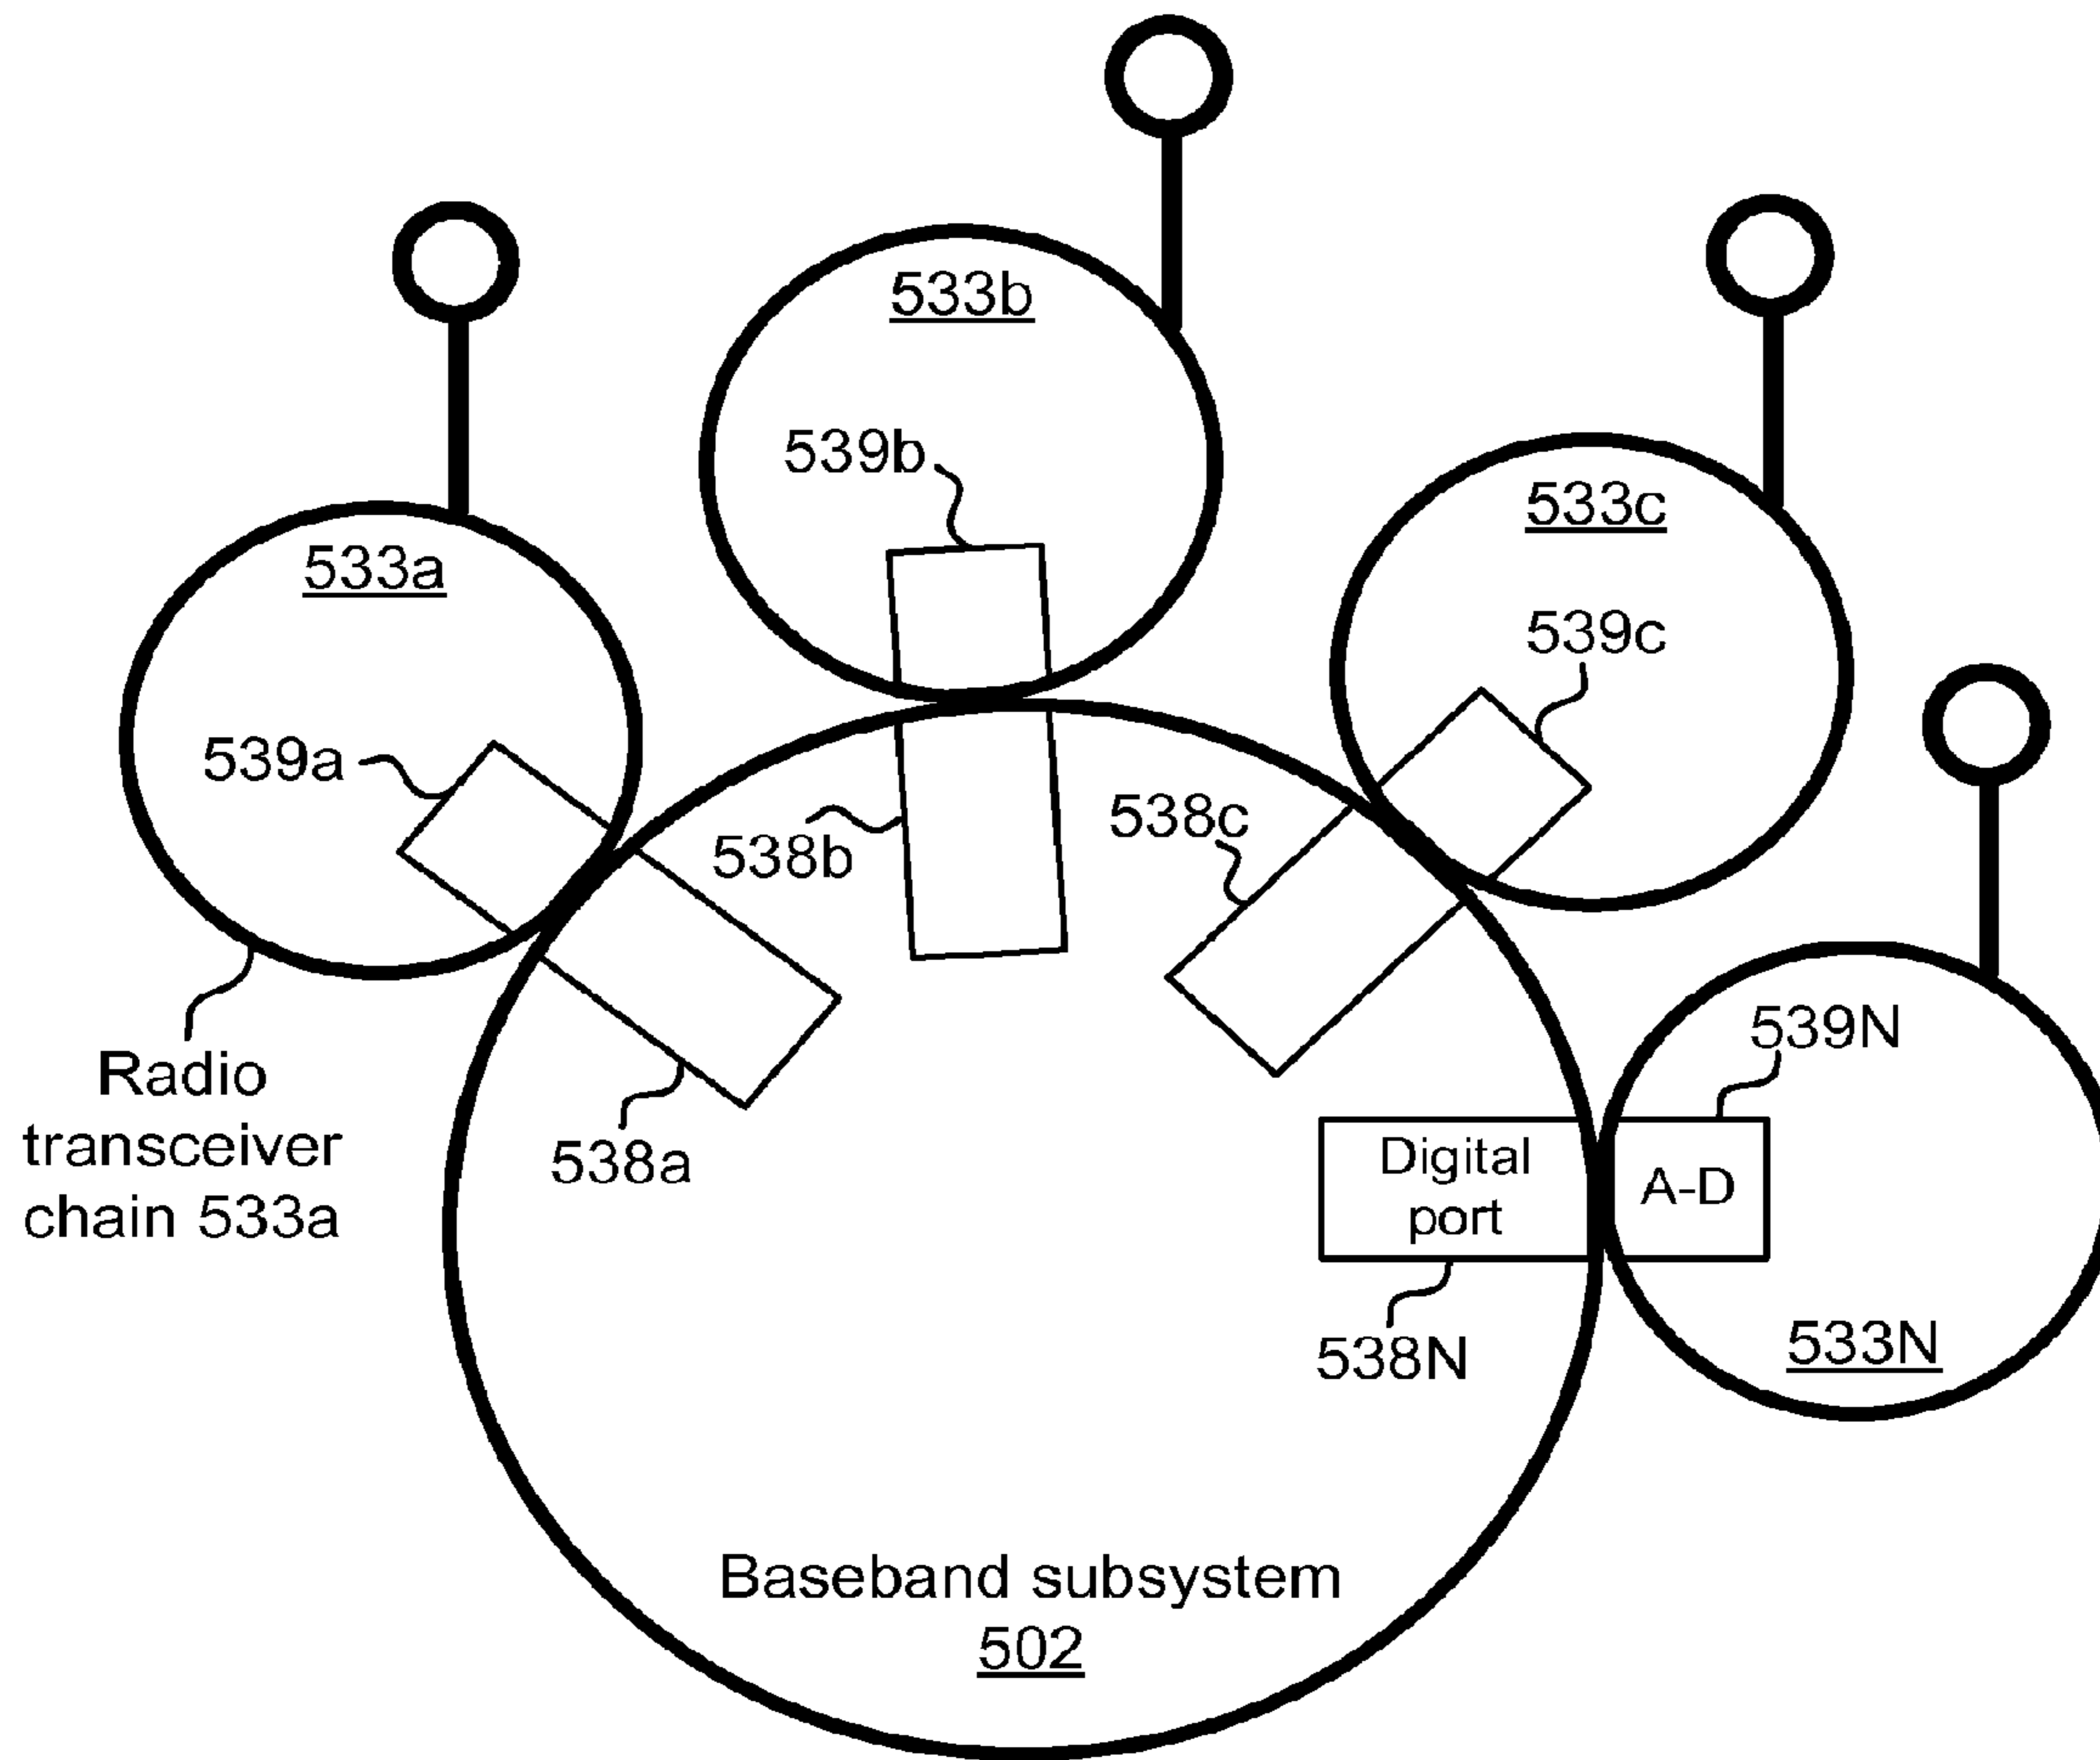 533b
539b
533c
533a
539c
539a
538c
538b
539N
Radio
transceiver
chain 533a
538a
Digital
port
A-D
538N
533N
Baseband subsystem
502